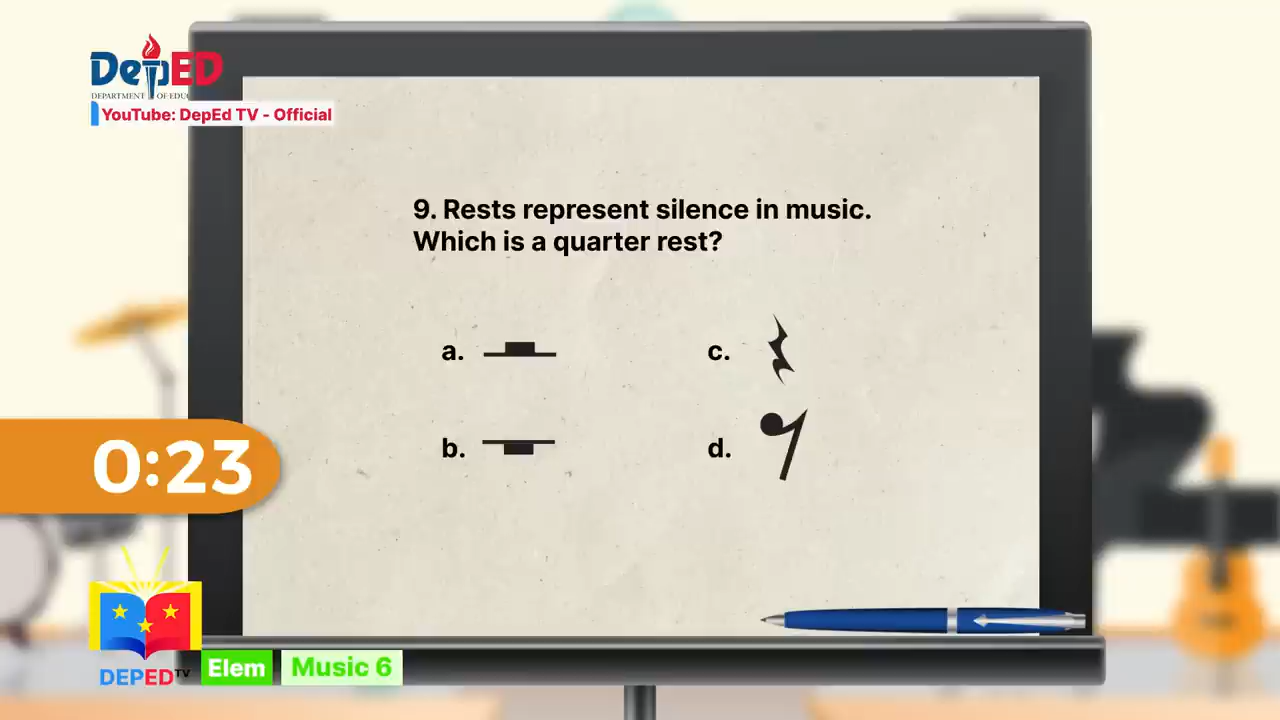 DepED
DEPARTMENT OF EDUC
YouTube: DepEd TV - Official
9. Rests represent silence in music.
Which is a quarter rest?
a.
c.
b.
d.
0:23
DEPED TV
Elem
Music 6